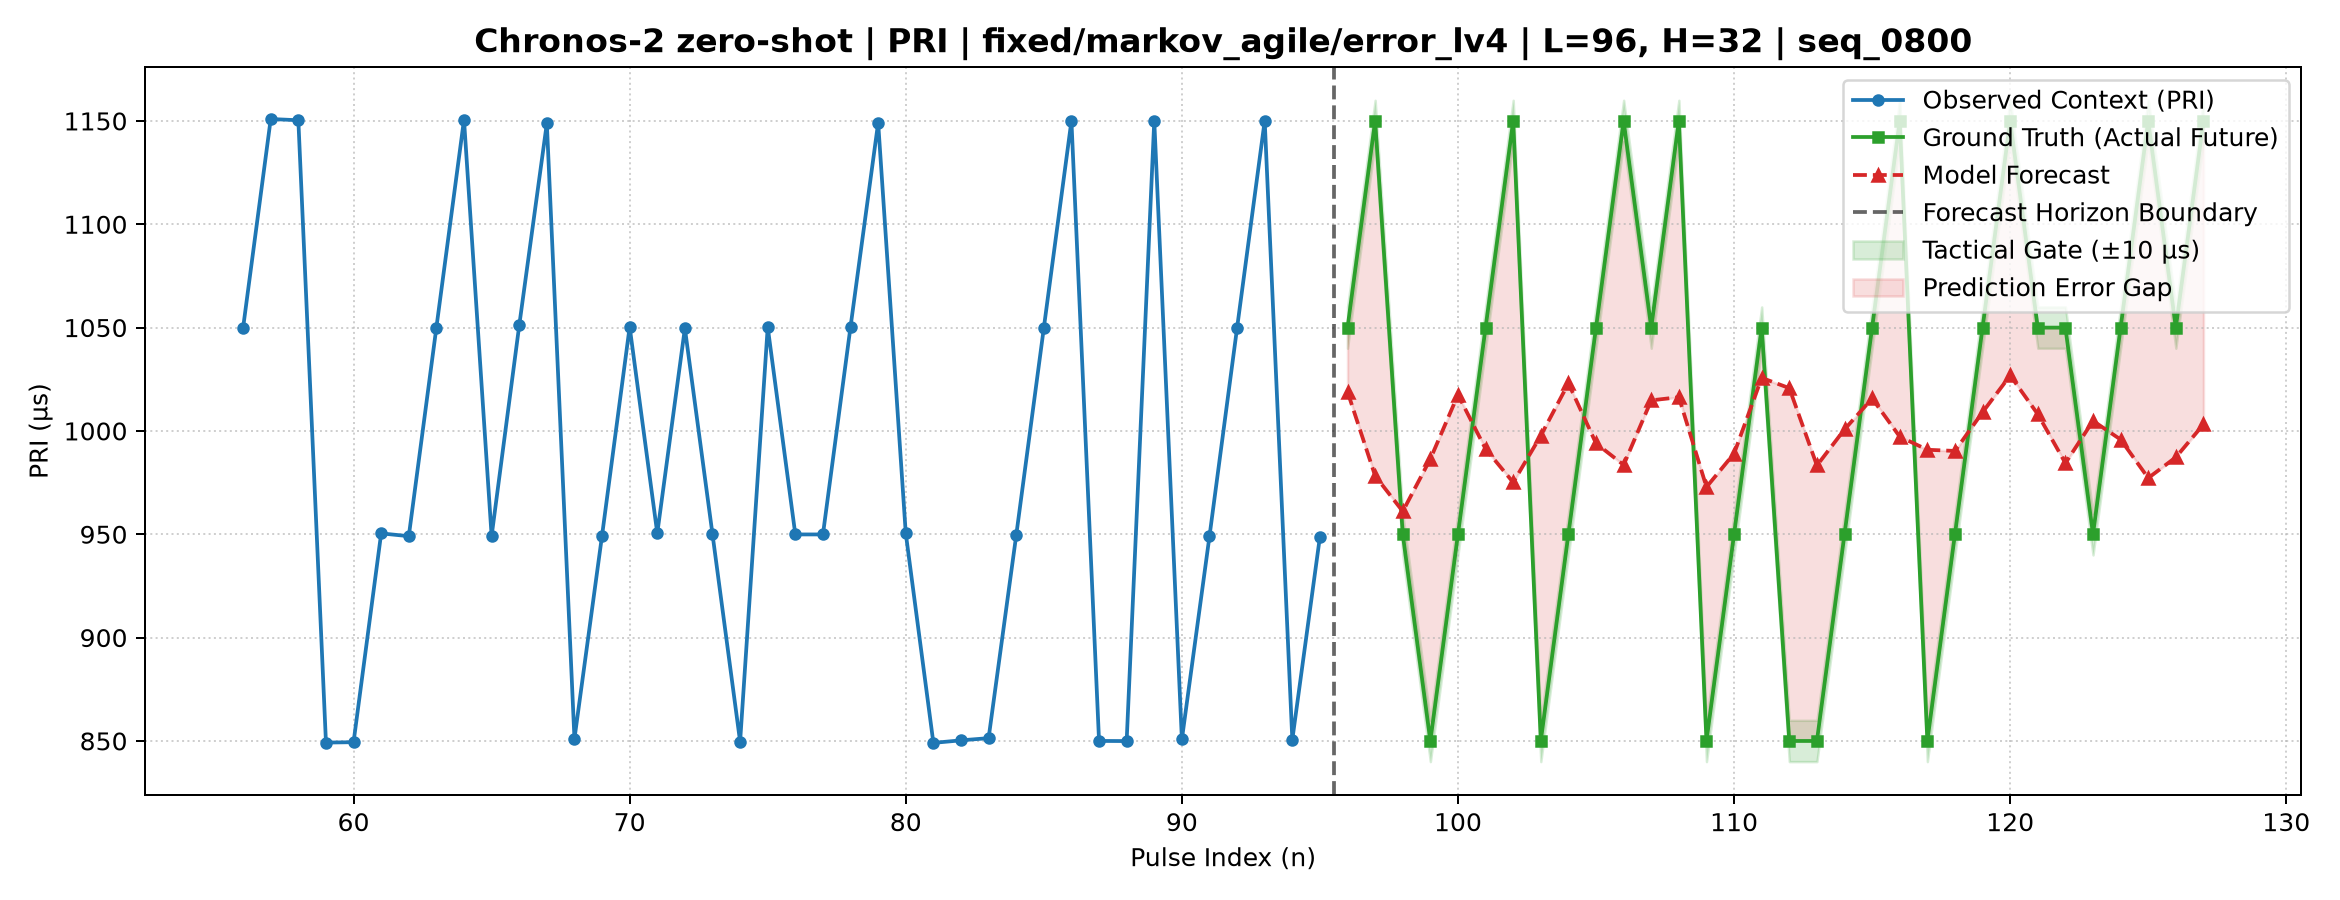 Chronos-2 zero-shot | PRI | fixed/markov_agile/error_lv4 | L=96, H=32 | seq_0800
Observed Context (PRI)
Ground Truth (Actual Future)
Model Forecast
Forecast Horizon Boundary
Tactical Gate (±10 µs)
Prediction Error Gap
PRI (µs)
1150
1100
1050
1000
950
900
850
60 70 80 90 100 110 120 130
Pulse Index (n)